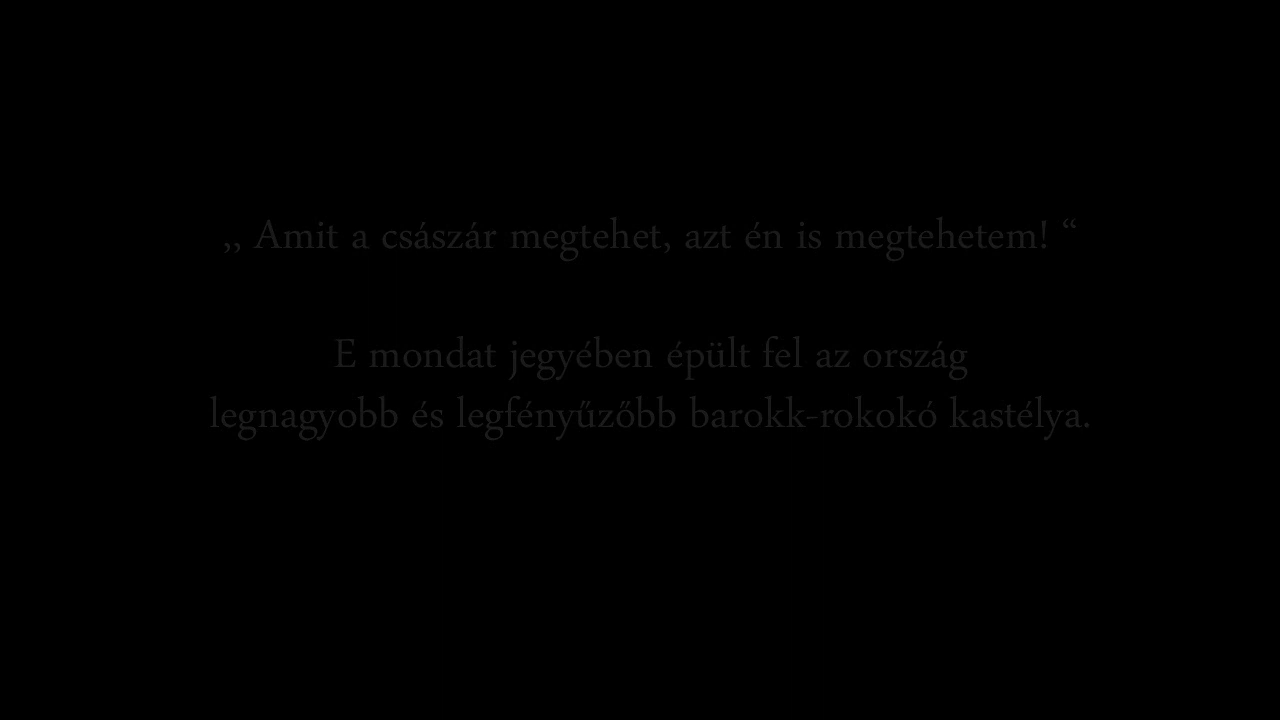 ,, Amit a császár megtehet, azt én is megtehetem! “
E mondat jegyében épült fel az ország
legnagyobb és legfényűzőbb barokk-rokokó kastélya.